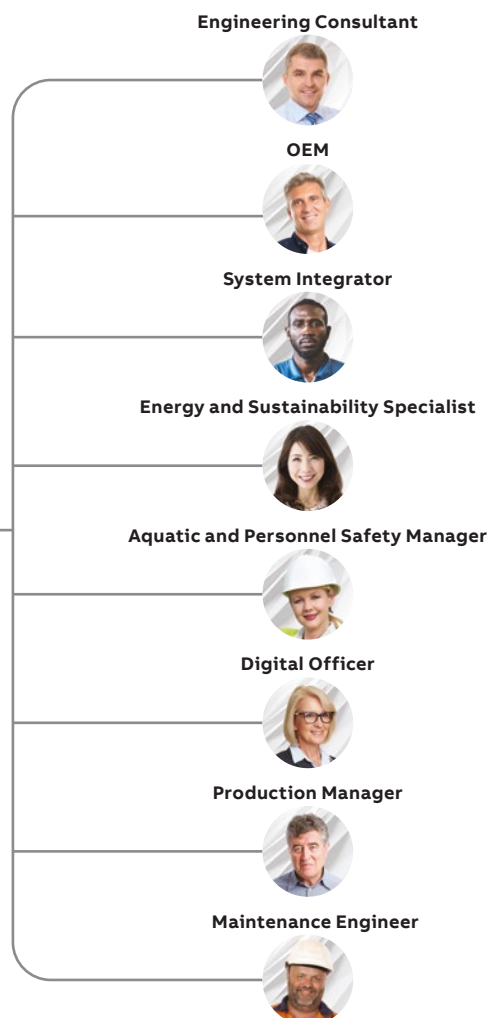 Engineering Consultant
OEM
System Integrator
Energy and Sustainability Specialist
Aquatic and Personnel Safety Manager
Digital Officer
Production Manager
Maintenance Engineer